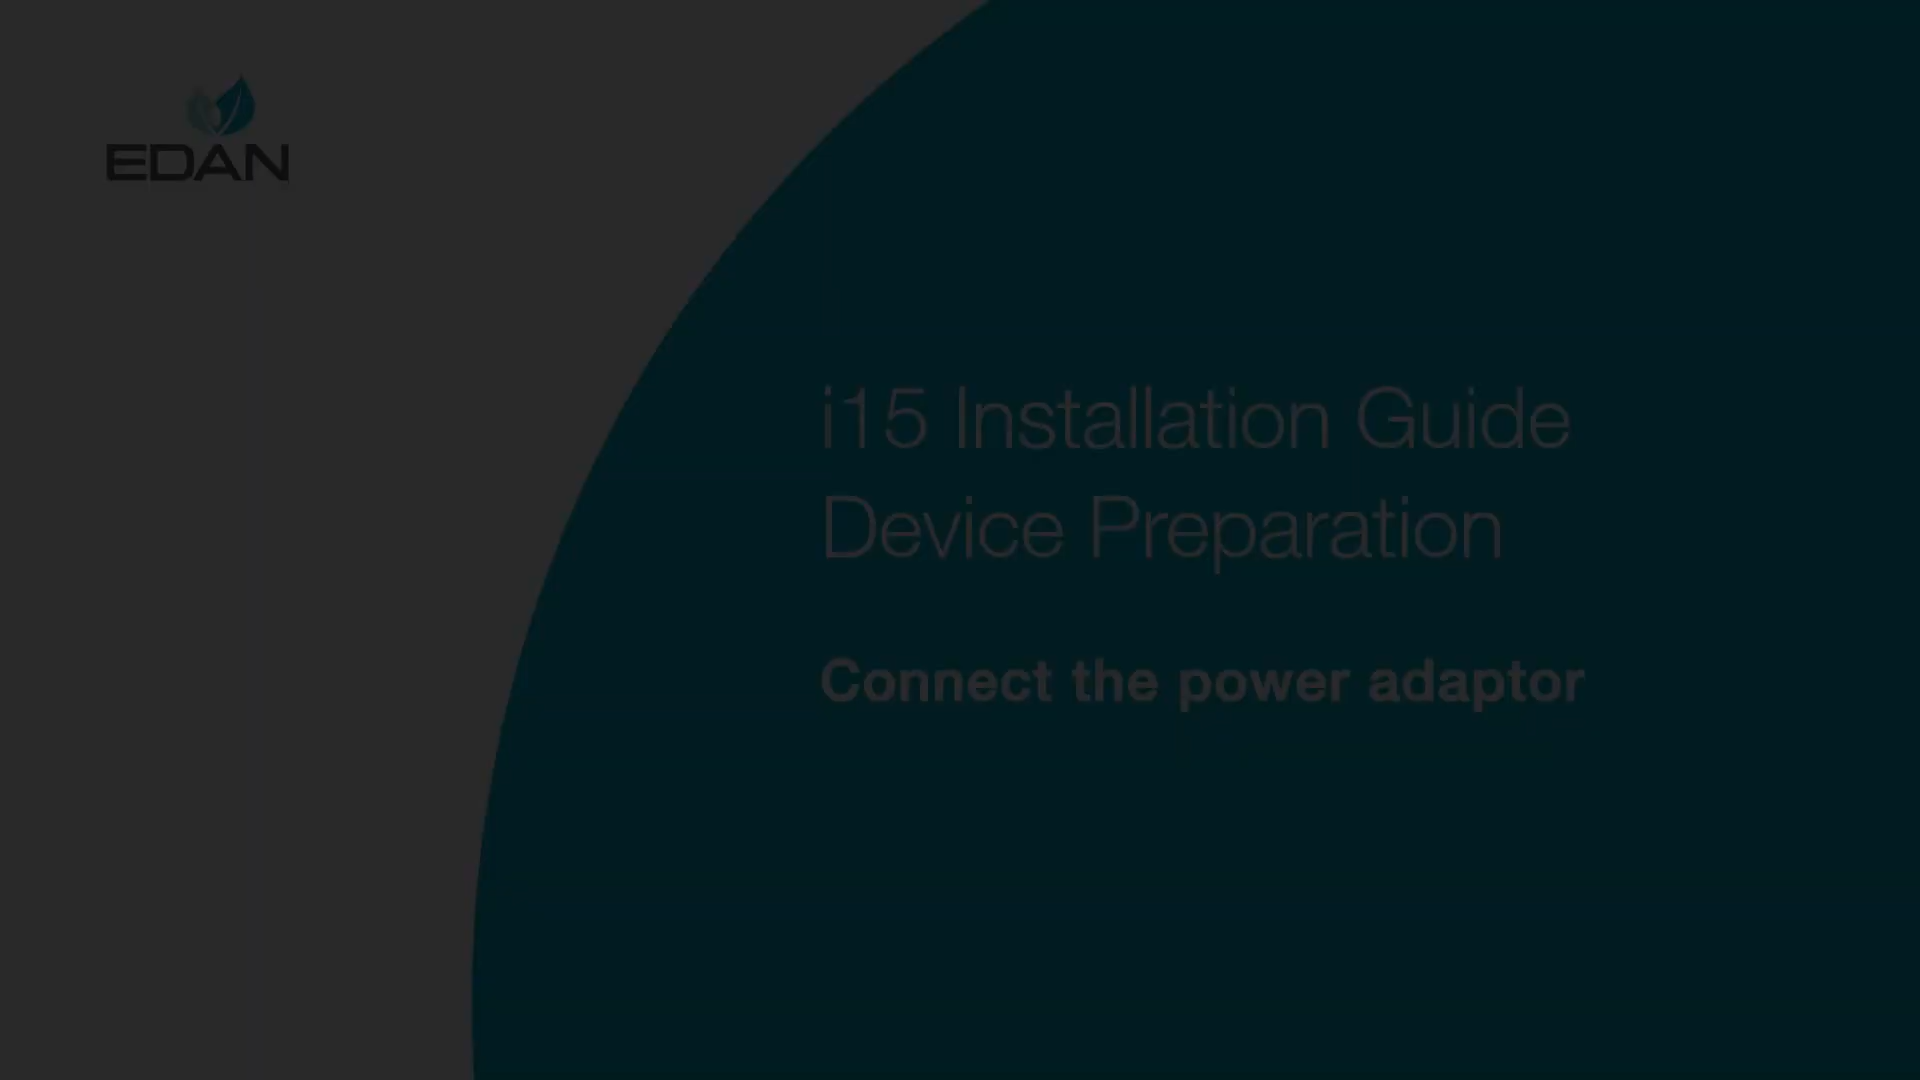 EDAN
i15 Installation Guide
Device Preparation
Connect the power adaptor